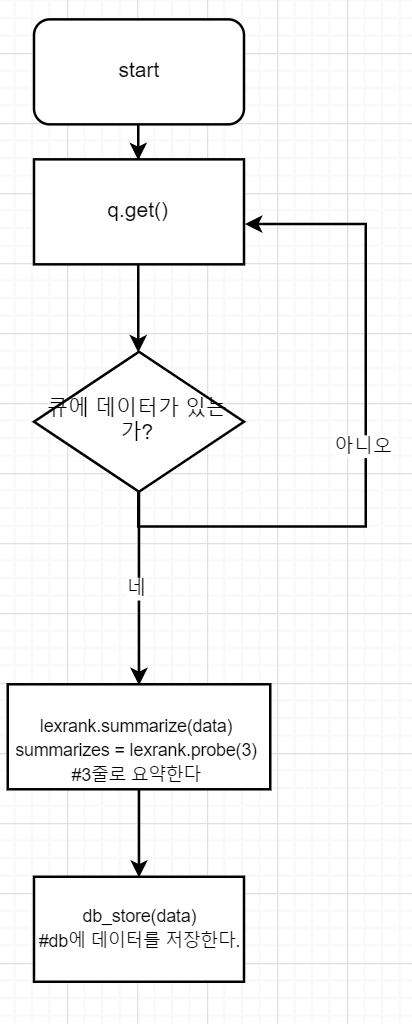 start
q.get()
큐에 데이터가 있는
가?
아니오
네
lexrank.summarize(data)
summarizes = lexrank.probe(3)
#3줄로 요약한다
db_store(data)
#db에 데이터를 저장한다.